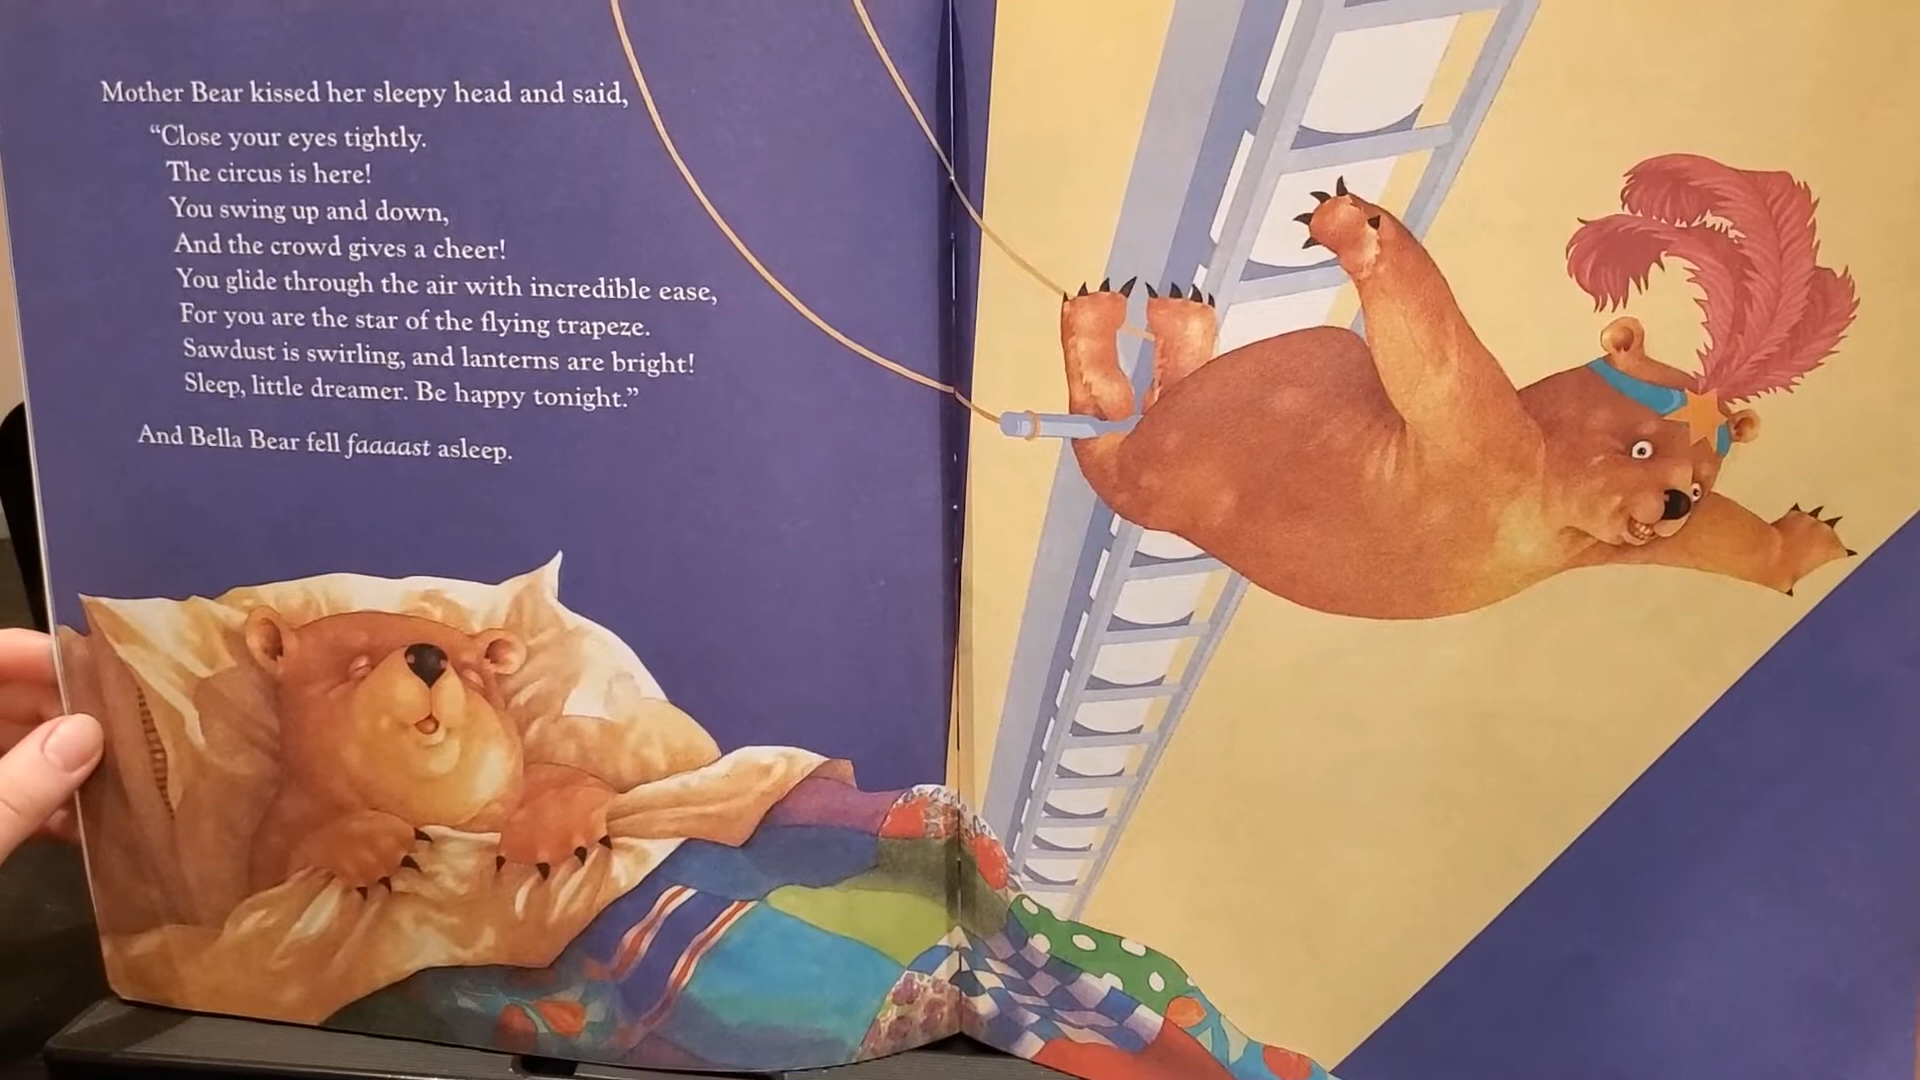 Mother Bear kissed her sleepy head and said,
“Close your eyes tightly.
The circus is here!
You swing up and down,
And the crowd gives a cheer!
You glide through the air with incredible ease,
For you are the star of the flying trapeze.
Sawdust is swirling, and lanterns are bright!
Sleep, little dreamer. Be happy tonight.”
And Bella Bear fell faaaast asleep.